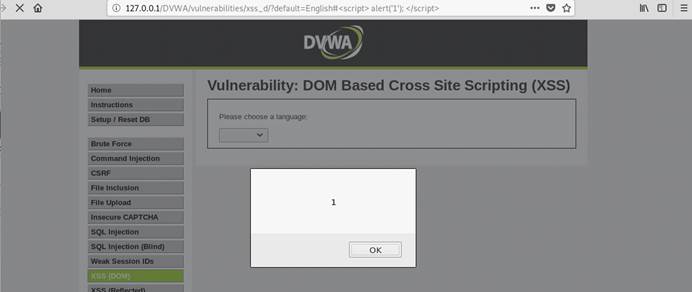 127.0.0.1/DVWA/vulnerabilities/xss_d/?default=English#<script> alert('1'); </script>
DVWA
Home
Instructions
Setup / Reset DB
Brute Force
Command Injection
CSRF
File Inclusion
File Upload
Insecure CAPTCHA
SQL Injection
SQL Injection (Blind)
Weak Session IDs
XSS (DOM)
XSS (Reflected)
Vulnerability: DOM Based Cross Site Scripting (XSS)
Please choose a language:
1
OK